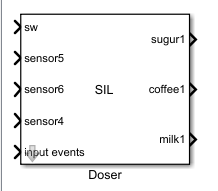 sw
sugur1
sensor5
sensor6
SIL
coffee1
sensor4
milk1
input events
Doser